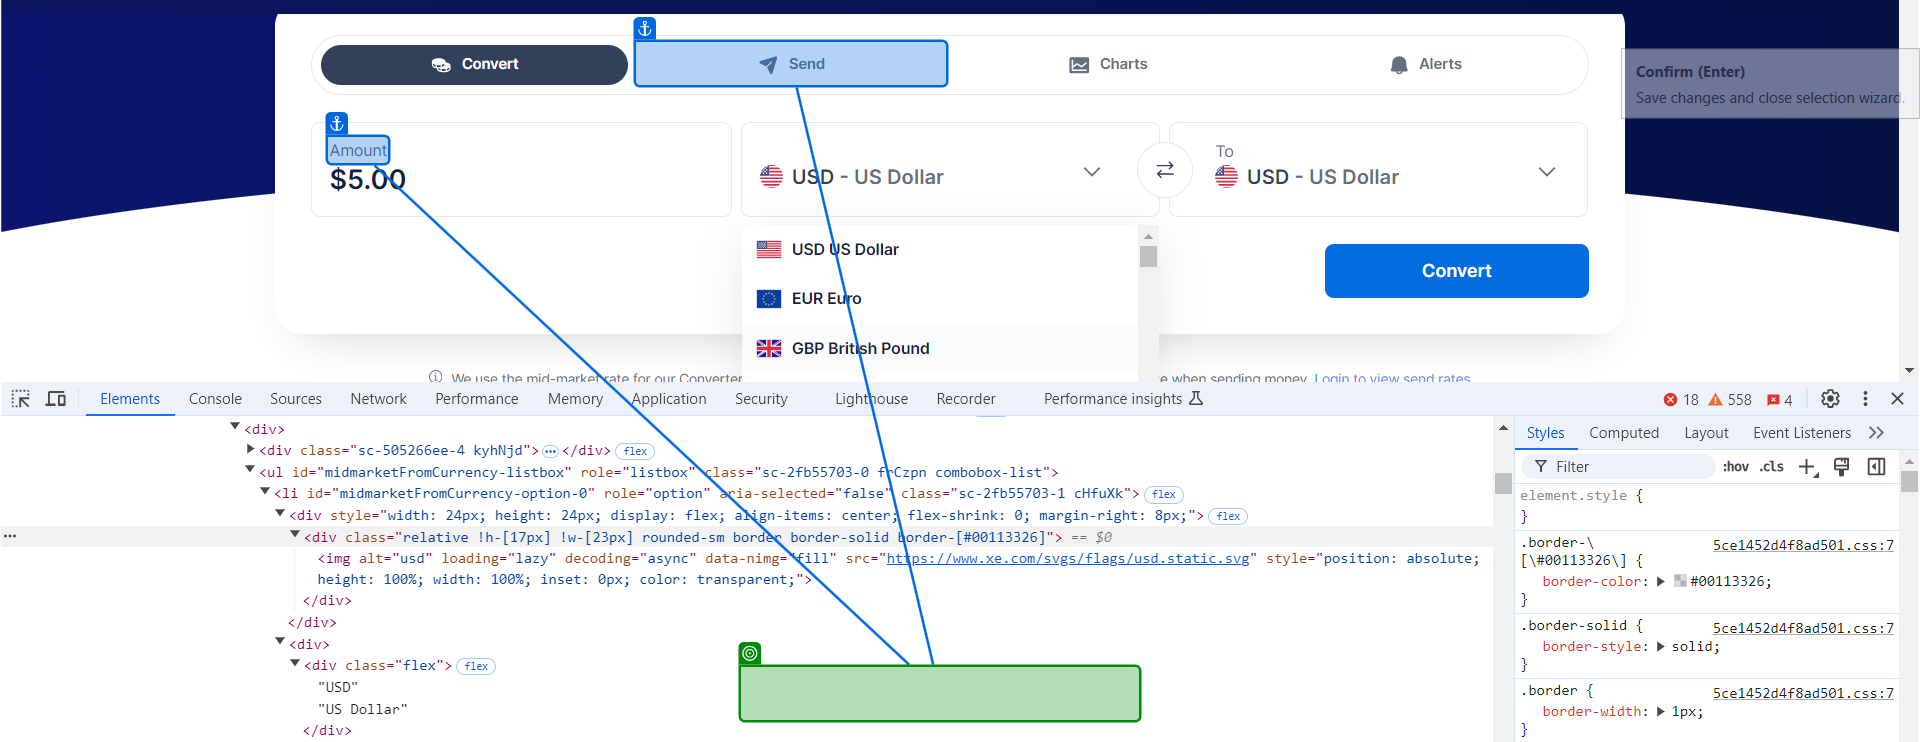 Convert
Send
Charts
Alerts
Confirm (Enter)
Save changes and close selection wizard.
Amount
$5.00
USD - US Dollar
To
USD - US Dollar
USD US Dollar
EUR Euro
GBP British Pound
Convert
We use the mid-market rate for our Converter
e when sending money. Login to view send rates
Elements Console Sources Network Performance Memory Application Security Lighthouse Recorder Performance insights 18 558 4
<div>
<div class="sc-505266ee-4 kyhNjd"> ••• </div> flex
<ul id="midmarketFromCurrency-listbox" role="listbox" class="sc-2fb55703-0 frCzpn combobox-list">
<li id="midmarketFromCurrency-option-0" role="option" aria-selected="false" class="sc-2fb55703-1 cHfuXk"> flex
<div style="width: 24px; height: 24px; display: flex; align-items: center; flex-shrink: 0; margin-right: 8px;"> flex
<div class="relative !h-[17px] !w-[23px] rounded-sm border border-solid border-[#00113326]"> == $0
<img alt="usd" loading="lazy" decoding="async" data-nimg="fill" src="https://www.xe.com/svgs/flags/usd.static.svg" style="position: absolute;
height: 100%; width: 100%; inset: 0px; color: transparent;">
</div>
</div>
<div>
<div class="flex"> flex
"USD"
"US Dollar"
</div>
Styles Computed Layout Event Listeners
Filter :hov .cls
element.style {
}
.border-\ 5ce1452d4f8ad501.css:7
[\#00113326\] {
border-color: #00113326;
}
.border-solid { 5ce1452d4f8ad501.css:7
border-style: solid;
}
.border { 5ce1452d4f8ad501.css:7
border-width: 1px;
}